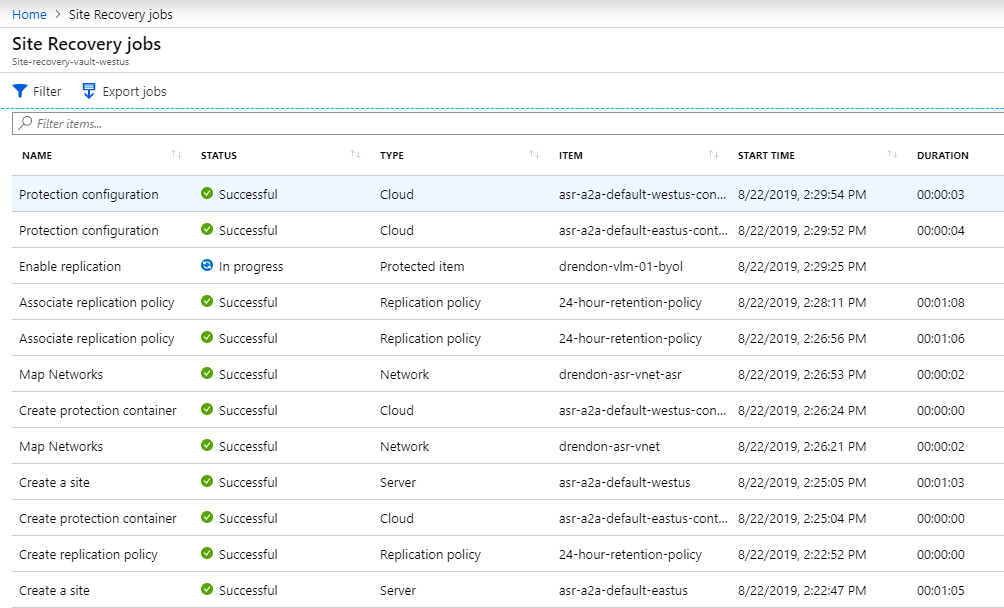 Home > Site Recovery jobs
Site Recovery jobs
Site-recovery-vault-westus
Filter Export jobs
Filter items...
NAME STATUS TYPE ITEM START TIME DURATION
Protection configuration Successful Cloud asr-a2a-default-westus-con... 8/22/2019, 2:29:54 PM 00:00:03
Protection configuration Successful Cloud asr-a2a-default-eastus-cont... 8/22/2019, 2:29:52 PM 00:00:04
Enable replication In progress Protected item drendon-vlm-01-byol 8/22/2019, 2:29:25 PM
Associate replication policy Successful Replication policy 24-hour-retention-policy 8/22/2019, 2:28:11 PM 00:01:08
Associate replication policy Successful Replication policy 24-hour-retention-policy 8/22/2019, 2:26:56 PM 00:01:06
Map Networks Successful Network drendon-asr-vnet-asr 8/22/2019, 2:26:53 PM 00:00:02
Create protection container Successful Cloud asr-a2a-default-westus-con... 8/22/2019, 2:26:24 PM 00:00:00
Map Networks Successful Network drendon-asr-vnet 8/22/2019, 2:26:21 PM 00:00:02
Create a site Successful Server asr-a2a-default-westus 8/22/2019, 2:25:05 PM 00:01:03
Create protection container Successful Cloud asr-a2a-default-eastus-cont... 8/22/2019, 2:25:04 PM 00:00:00
Create replication policy Successful Replication policy 24-hour-retention-policy 8/22/2019, 2:22:52 PM 00:00:00
Create a site Successful Server asr-a2a-default-eastus 8/22/2019, 2:22:47 PM 00:01:05